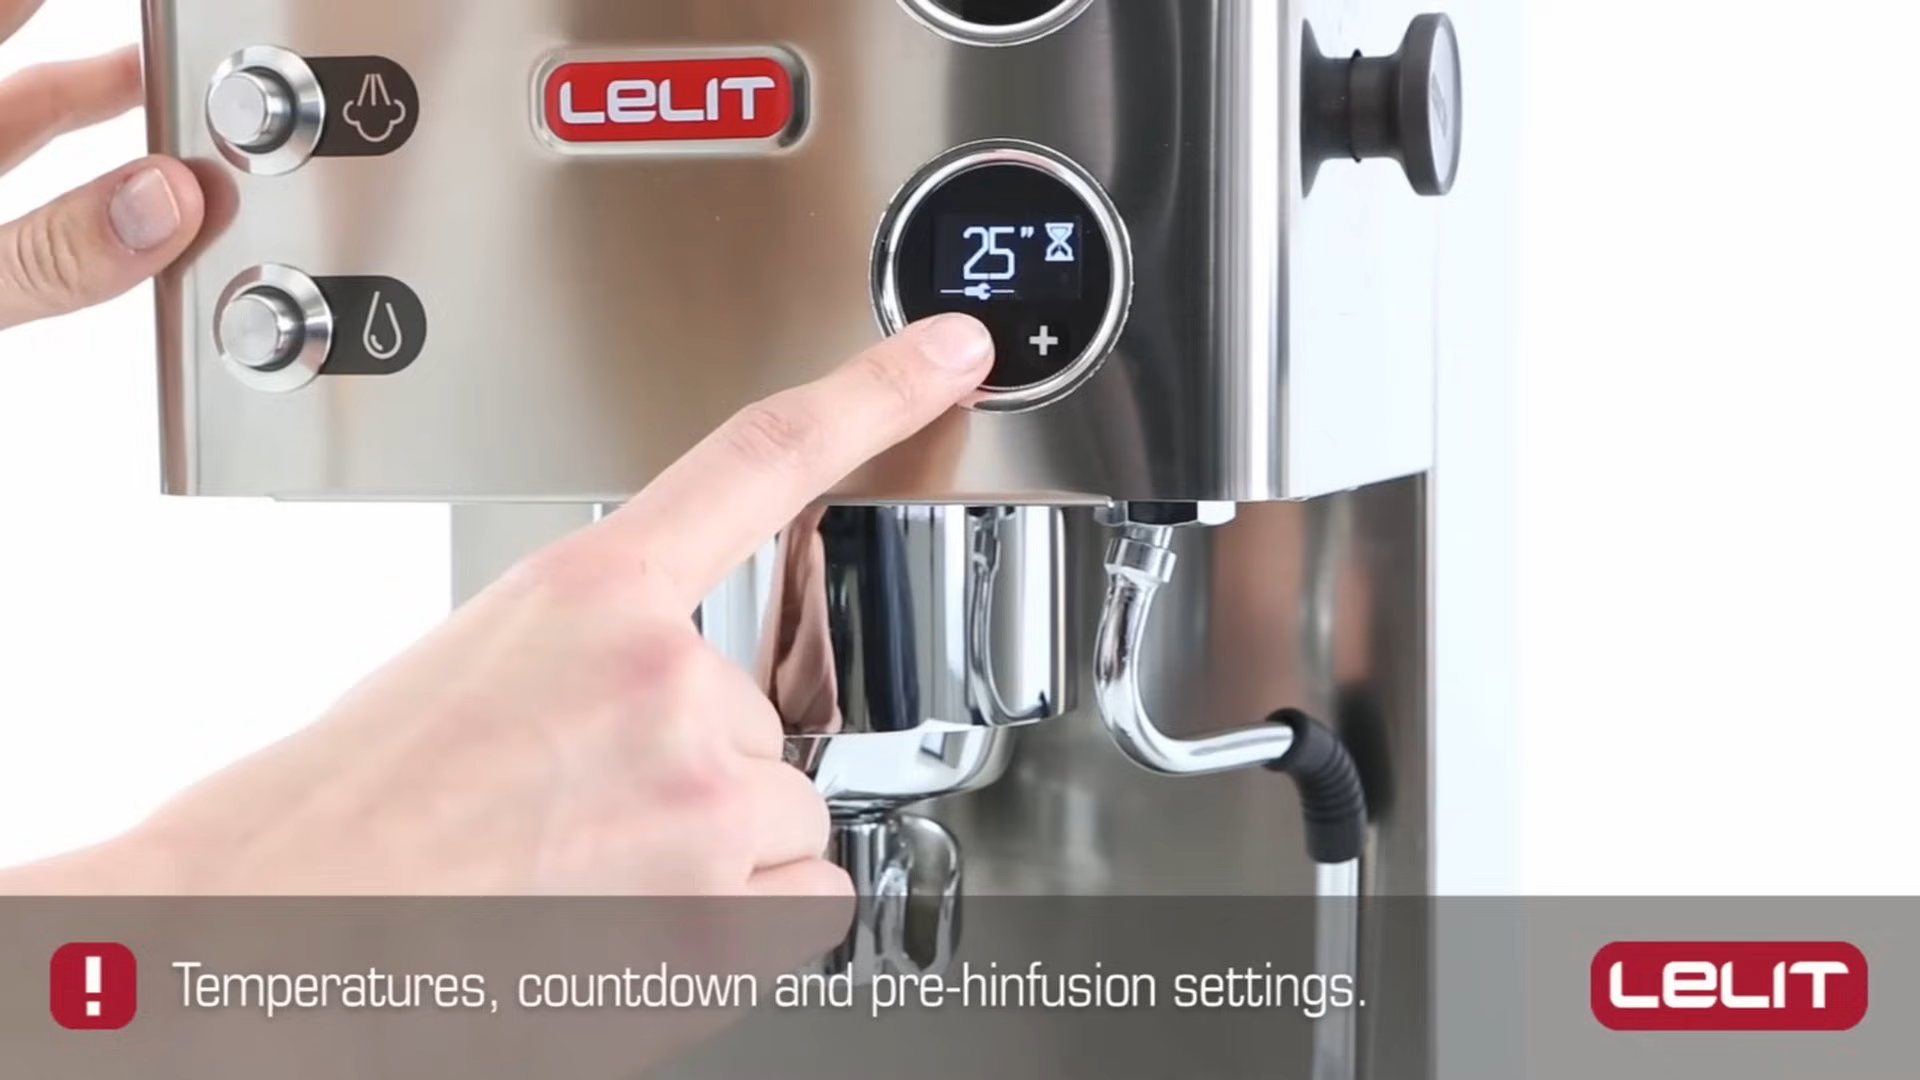 LELIT
25"
+
! Temperatures, countdown and pre-hinfusion settings.
LELIT